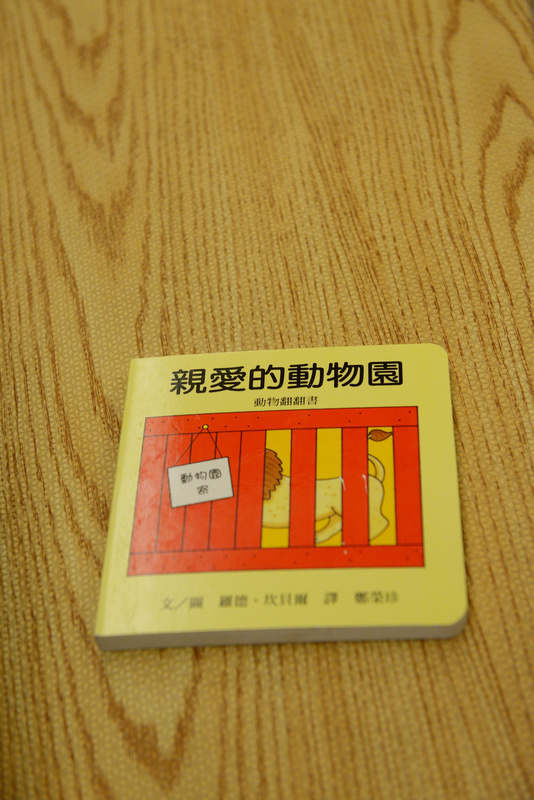 親愛的動物園
動物翻翻書
動物園
寄
文／圖 羅德・坎貝爾 譯 鄭榮珍